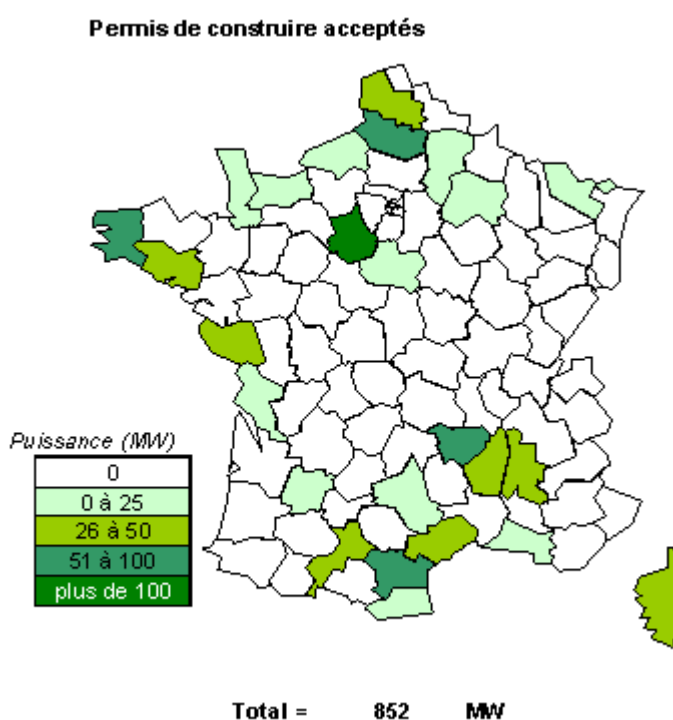 Permis de construire acceptés
Puissance (MW)
0
0 à 25
26 à 50
51 à 100
plus de 100
Total = 852 MW